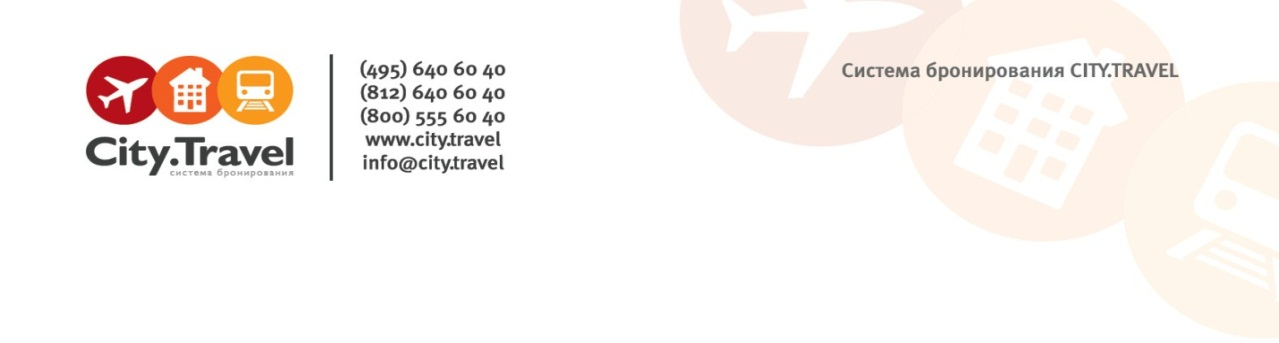 City.Travel
система бронирования
(495) 640 60 40
(812) 640 60 40
(800) 555 60 40
www.city.travel
info@city.travel
Система бронирования CITY.TRAVEL